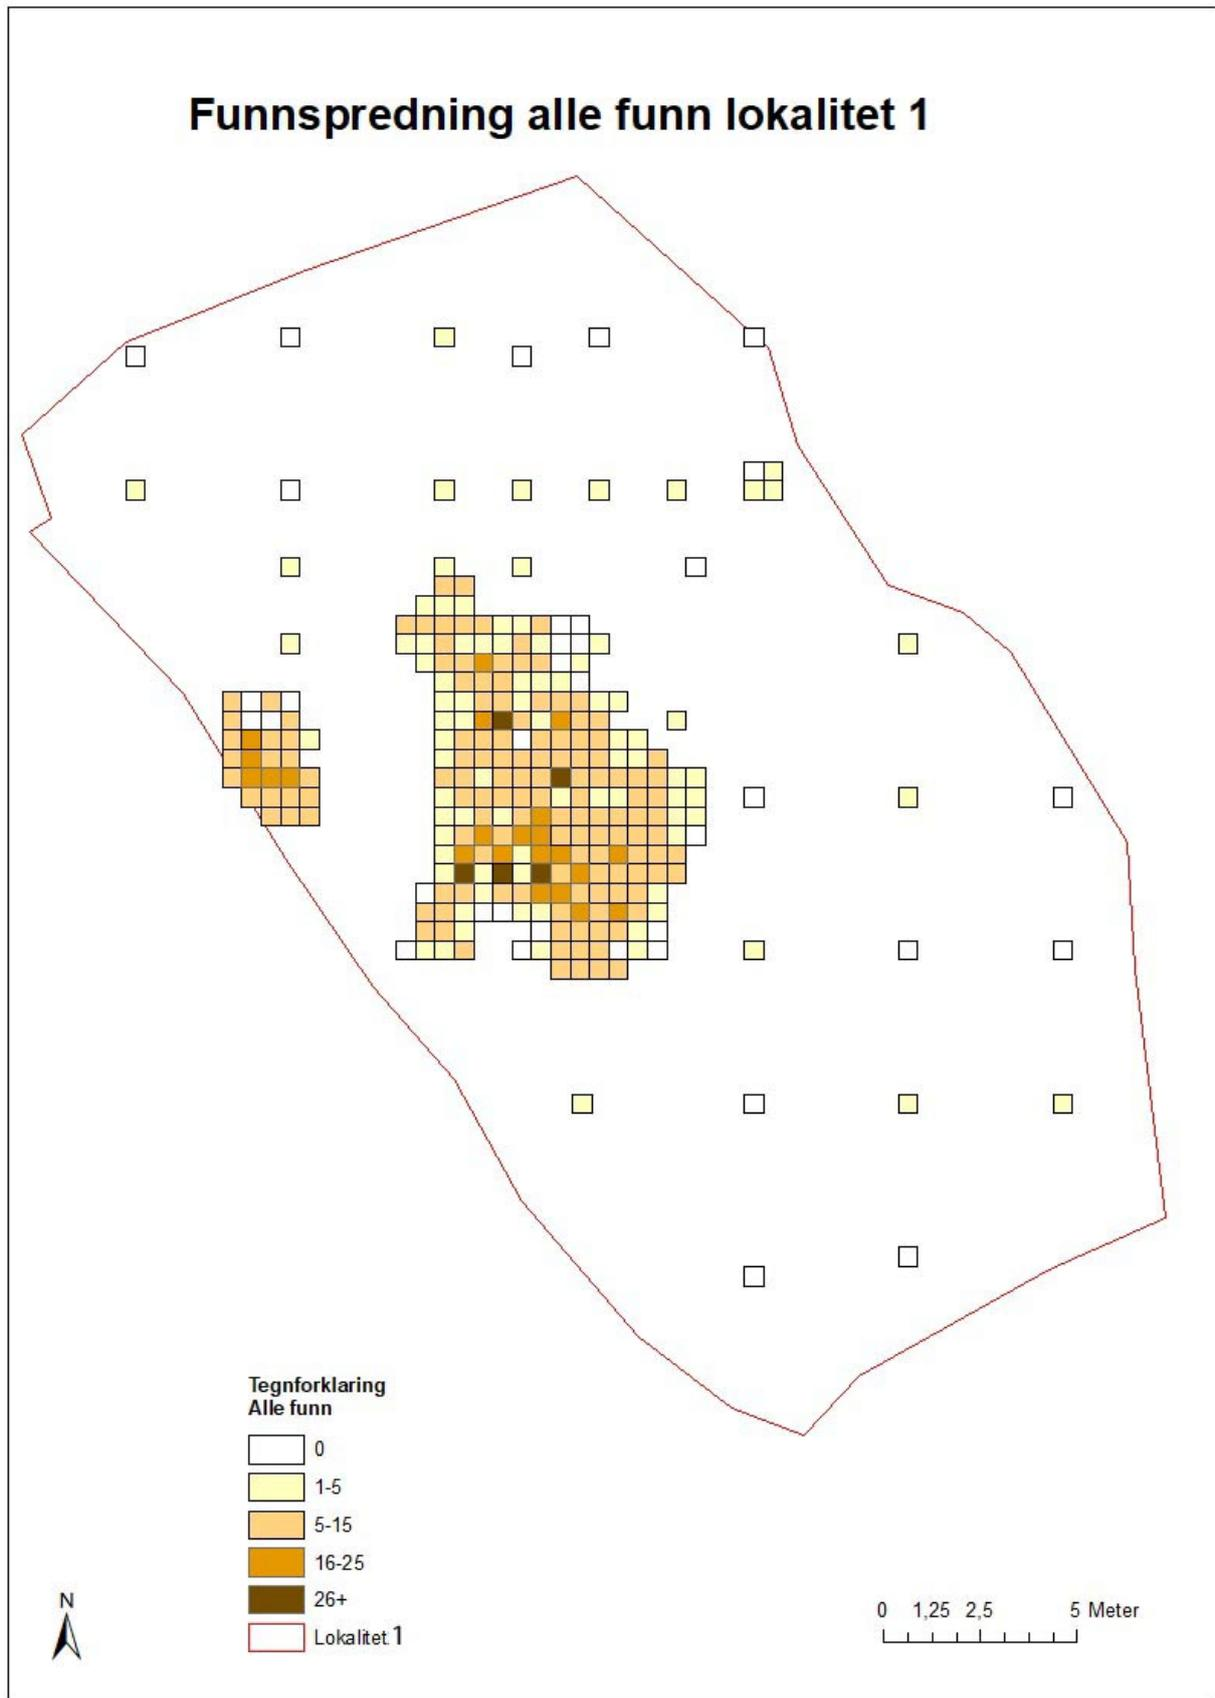 Funnspredning alle funn lokalitet 1
Tegnforklaring
Alle funn
0
1-5
5-15
16-25
26+
Lokalitet 1
N
0 1,25 2,5 5 Meter